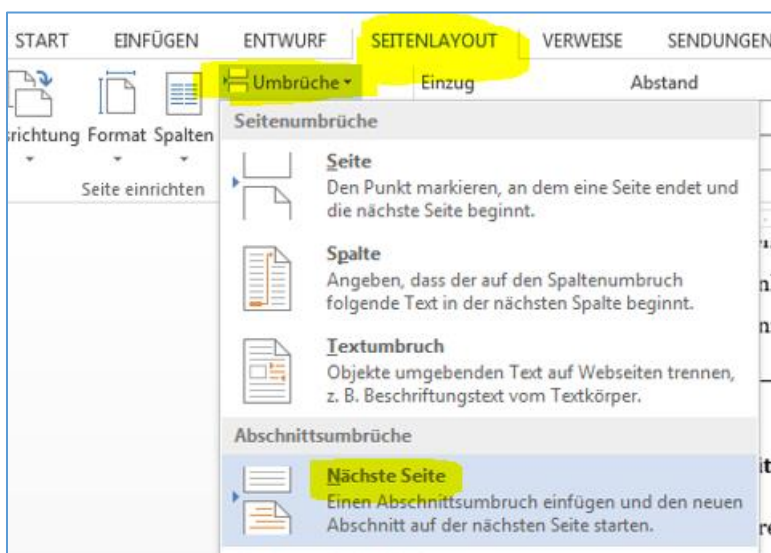 START EINFÜGEN ENTWURF SEITENLAYOUT VERWEISE SENDUNGEN
Umbrüche Einzug Abstand
Format Spalten
Seite einrichten
Seitenumbrüche
Seite
Den Punkt markieren, an dem eine Seite endet und
die nächste Seite beginnt.
Spalte
Angeben, dass der auf den Spaltenumbruch
folgende Text in der nächsten Spalte beginnt.
Textumbruch
Objekte umgebenden Text auf Webseiten trennen,
z. B. Beschriftungstext vom Textkörper.
Abschnittsumbrüche
Nächste Seite
Einen Abschnittsumbruch einfügen und den neuen
Abschnitt auf der nächsten Seite starten.